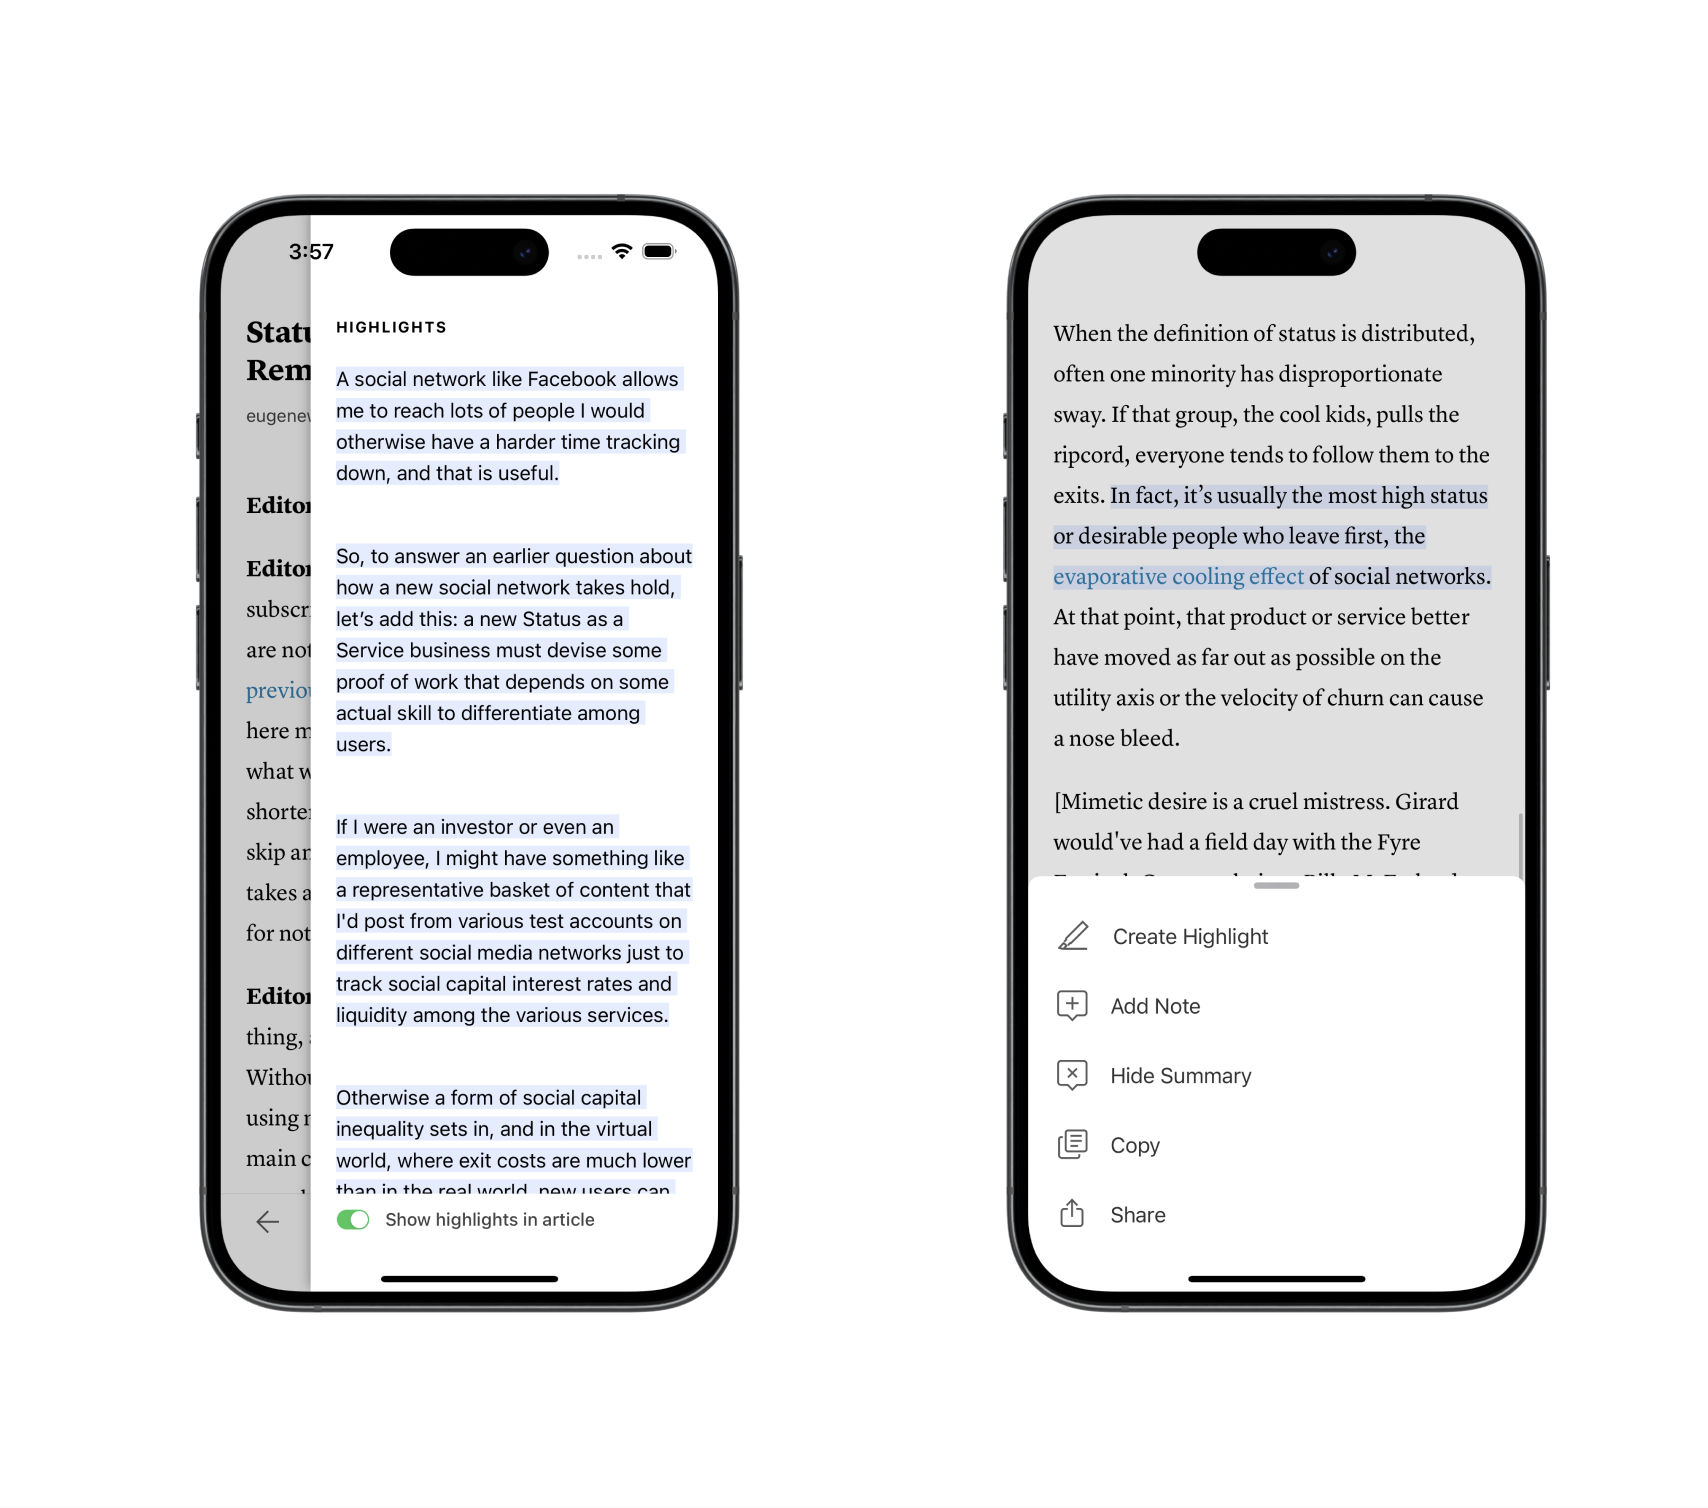 3:57
Statu
Rem
eugenew
Editor
Editor
subscri
are not
previou
here m
what w
shorter
skip an
takes a
for not
Editor
thing, a
Withou
using n
main c
HIGHLIGHTS
A social network like Facebook allows
me to reach lots of people I would
otherwise have a harder time tracking
down, and that is useful.
So, to answer an earlier question about
how a new social network takes hold,
let’s add this: a new Status as a
Service business must devise some
proof of work that depends on some
actual skill to differentiate among
users.
If I were an investor or even an
employee, I might have something like
a representative basket of content that
I'd post from various test accounts on
different social media networks just to
track social capital interest rates and
liquidity among the various services.
Otherwise a form of social capital
inequality sets in, and in the virtual
world, where exit costs are much lower
than in the real world, new users can
Show highlights in article
When the definition of status is distributed,
often one minority has disproportionate
sway. If that group, the cool kids, pulls the
ripcord, everyone tends to follow them to the
exits. In fact, it’s usually the most high status
or desirable people who leave first, the
evaporative cooling effect of social networks.
At that point, that product or service better
have moved as far out as possible on the
utility axis or the velocity of churn can cause
a nose bleed.
[Mimetic desire is a cruel mistress. Girard
would've had a field day with the Fyre
Create Highlight
Add Note
Hide Summary
Copy
Share